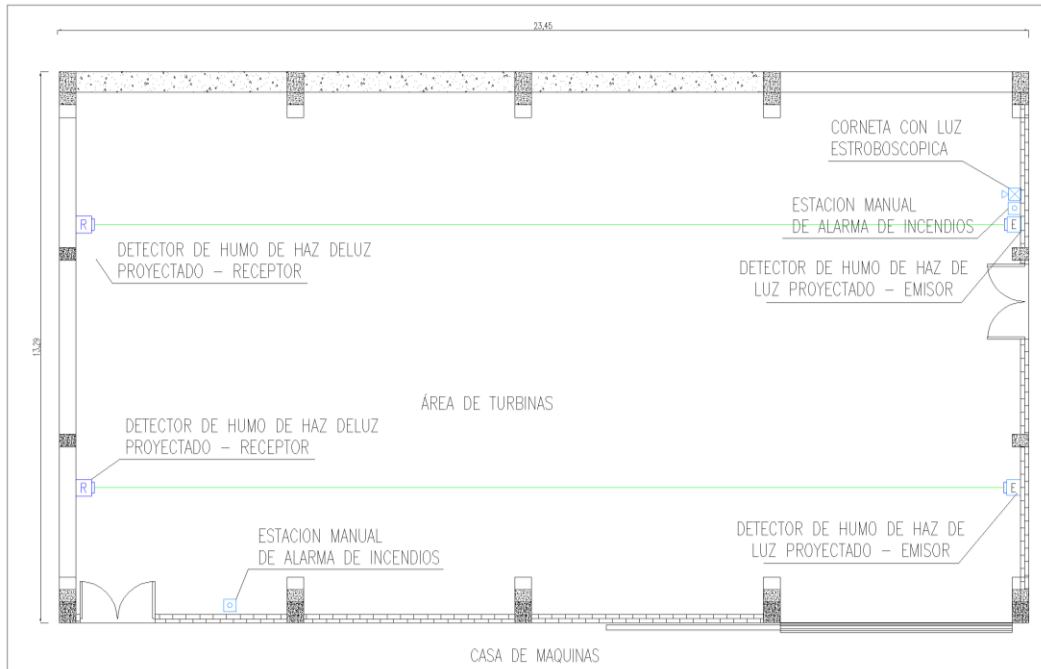 23,45
CORNETA CON LUZ
ESTROBOSCOPICA
ESTACION MANUAL
DE ALARMA DE INCENDIOS
R
E
DETECTOR DE HUMO DE HAZ DELUZ
PROYECTADO – RECEPTOR
DETECTOR DE HUMO DE HAZ DE
LUZ PROYECTADO – EMISOR
13,29
ÁREA DE TURBINAS
DETECTOR DE HUMO DE HAZ DELUZ
PROYECTADO – RECEPTOR
R
E
ESTACION MANUAL
DE ALARMA DE INCENDIOS
DETECTOR DE HUMO DE HAZ DE
LUZ PROYECTADO – EMISOR
CASA DE MAQUINAS